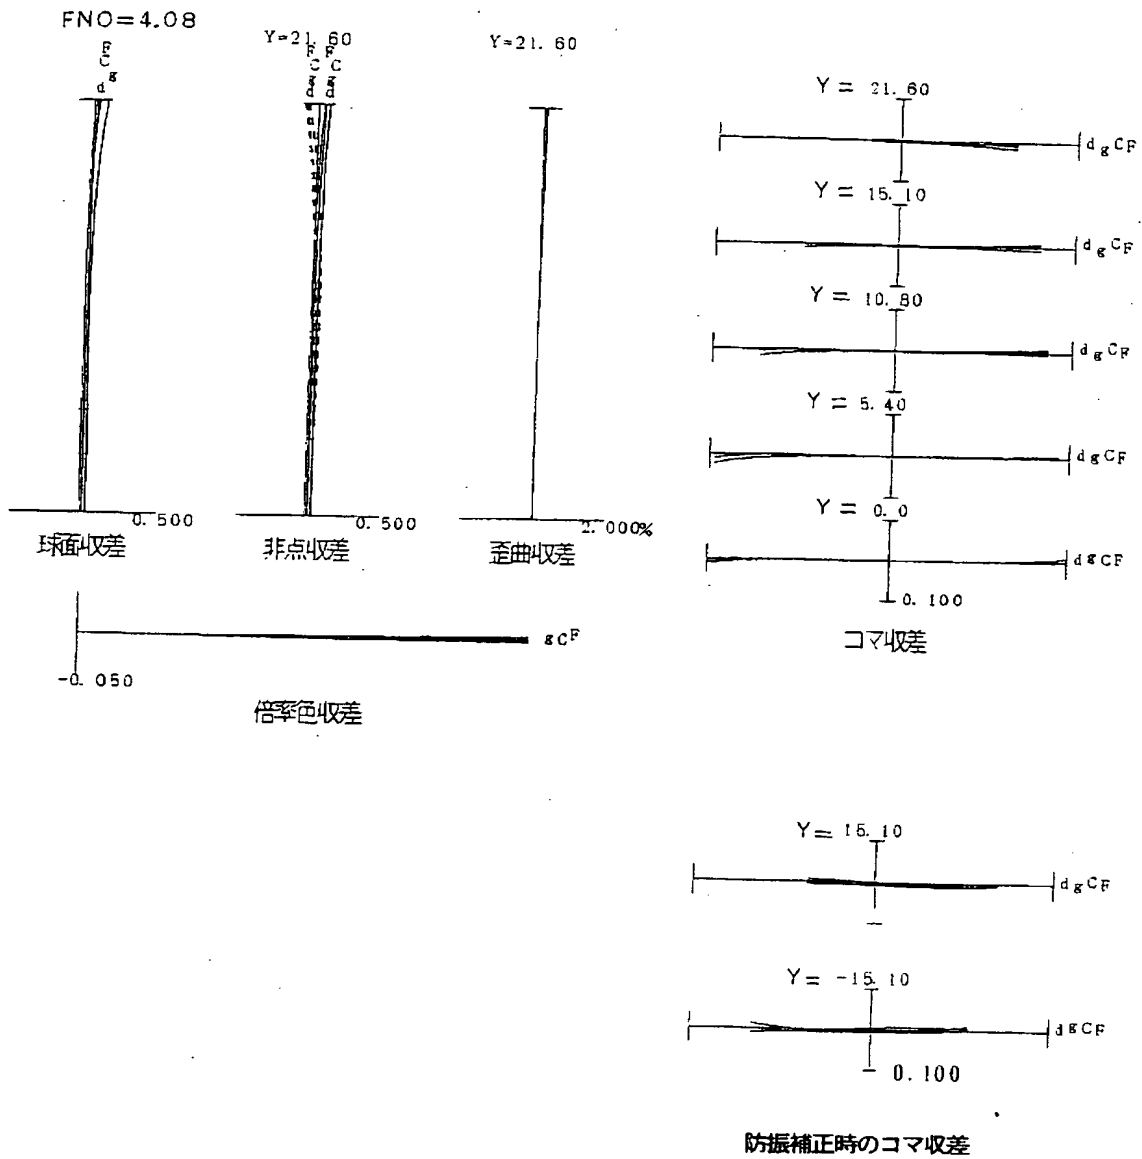 FNO=4.08
F
C
g
d
Y=21.60
F F
C C
g g
d d
Y=21.60
0.500
球面収差
0.500
非点収差
2.000%
歪曲収差
g C F
-0.050
倍率色収差
Y= 21.60
d g C F
Y= 15.10
d g C F
Y= 10.80
d g C F
Y= 5.40
d g C F
Y= 0.0
d g C F
0.100
コマ収差
Y= 15.10
d g C F
Y= -15.10
d g C F
0.100
防振補正時のコマ収差